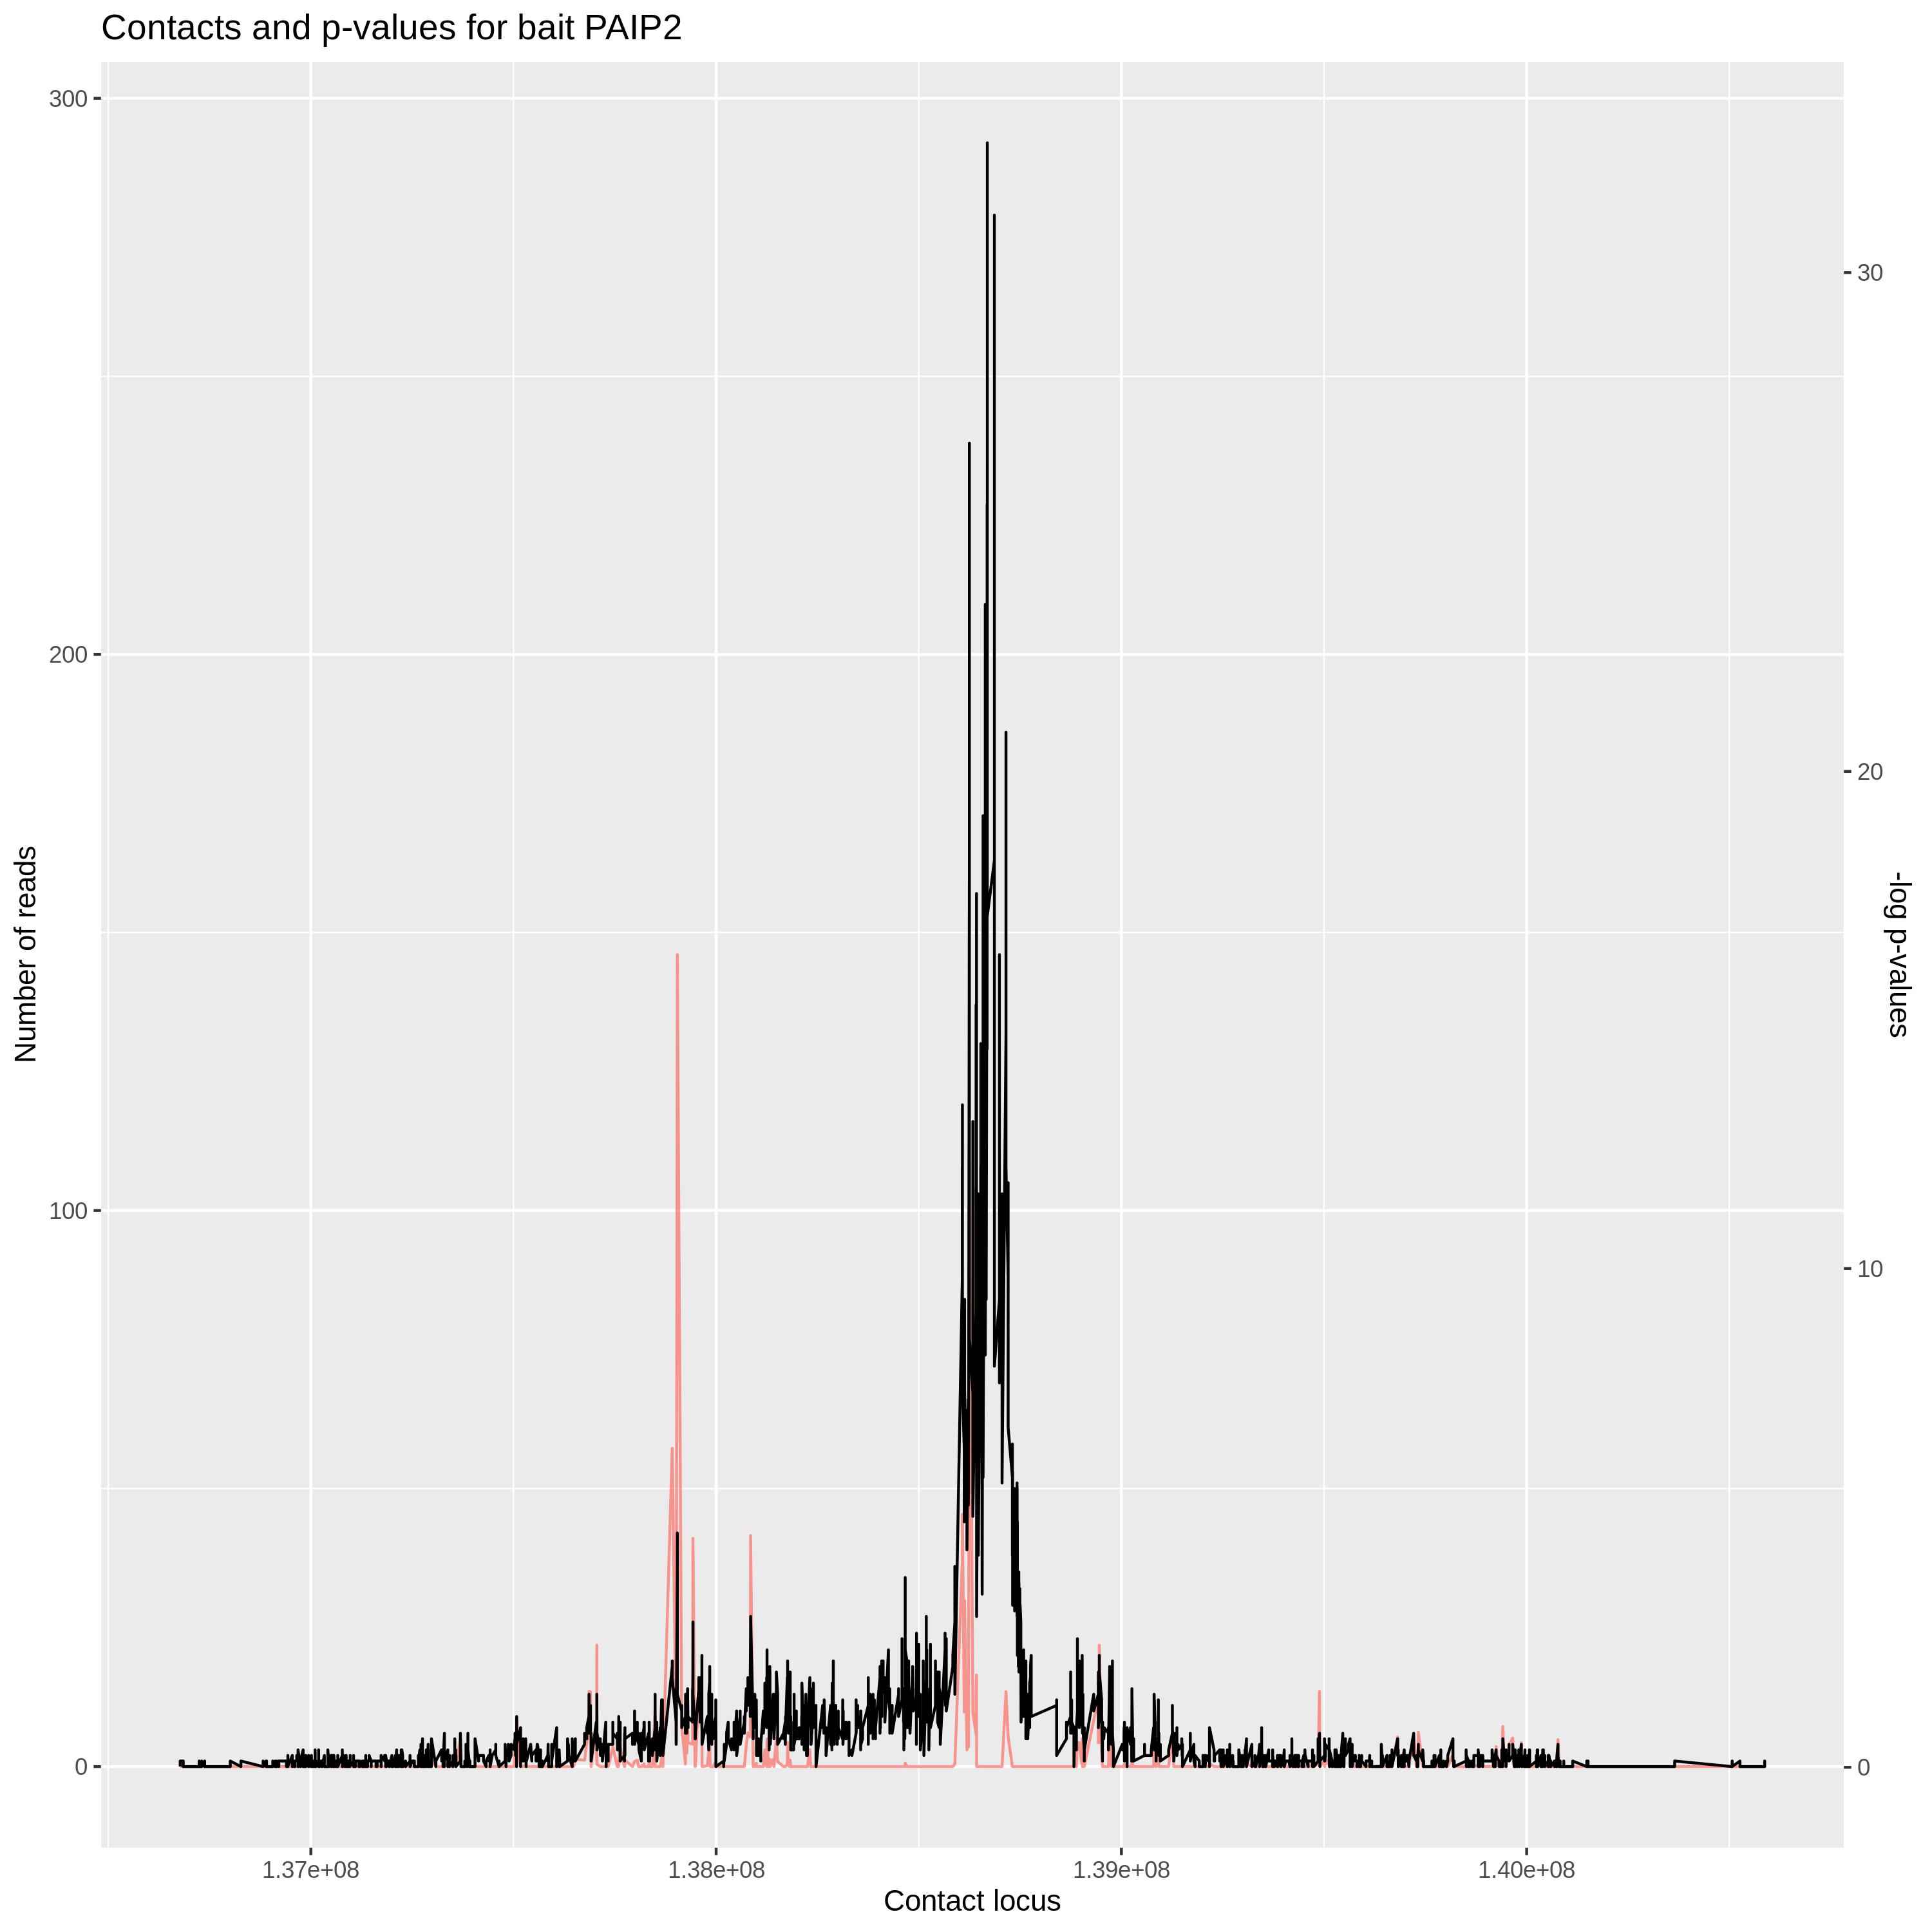 Contacts and p-values for bait PAIP2
300
200
100
0
Number of reads
30
20
10
0
-log p-values
1.37e+08
1.38e+08
1.39e+08
1.40e+08
Contact locus